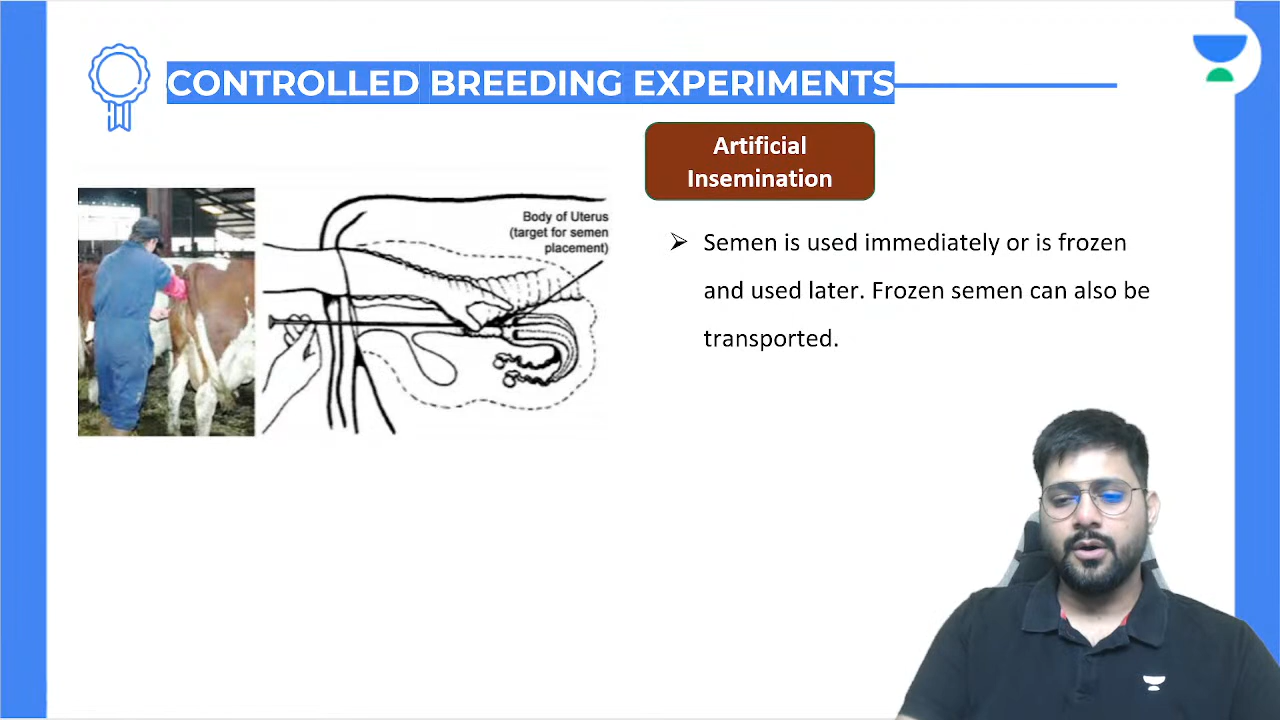 CONTROLLED BREEDING EXPERIMENTS
Artificial
Insemination
Body of Uterus
(target for semen
placement)
➢ Semen is used immediately or is frozen
and used later. Frozen semen can also be
transported.